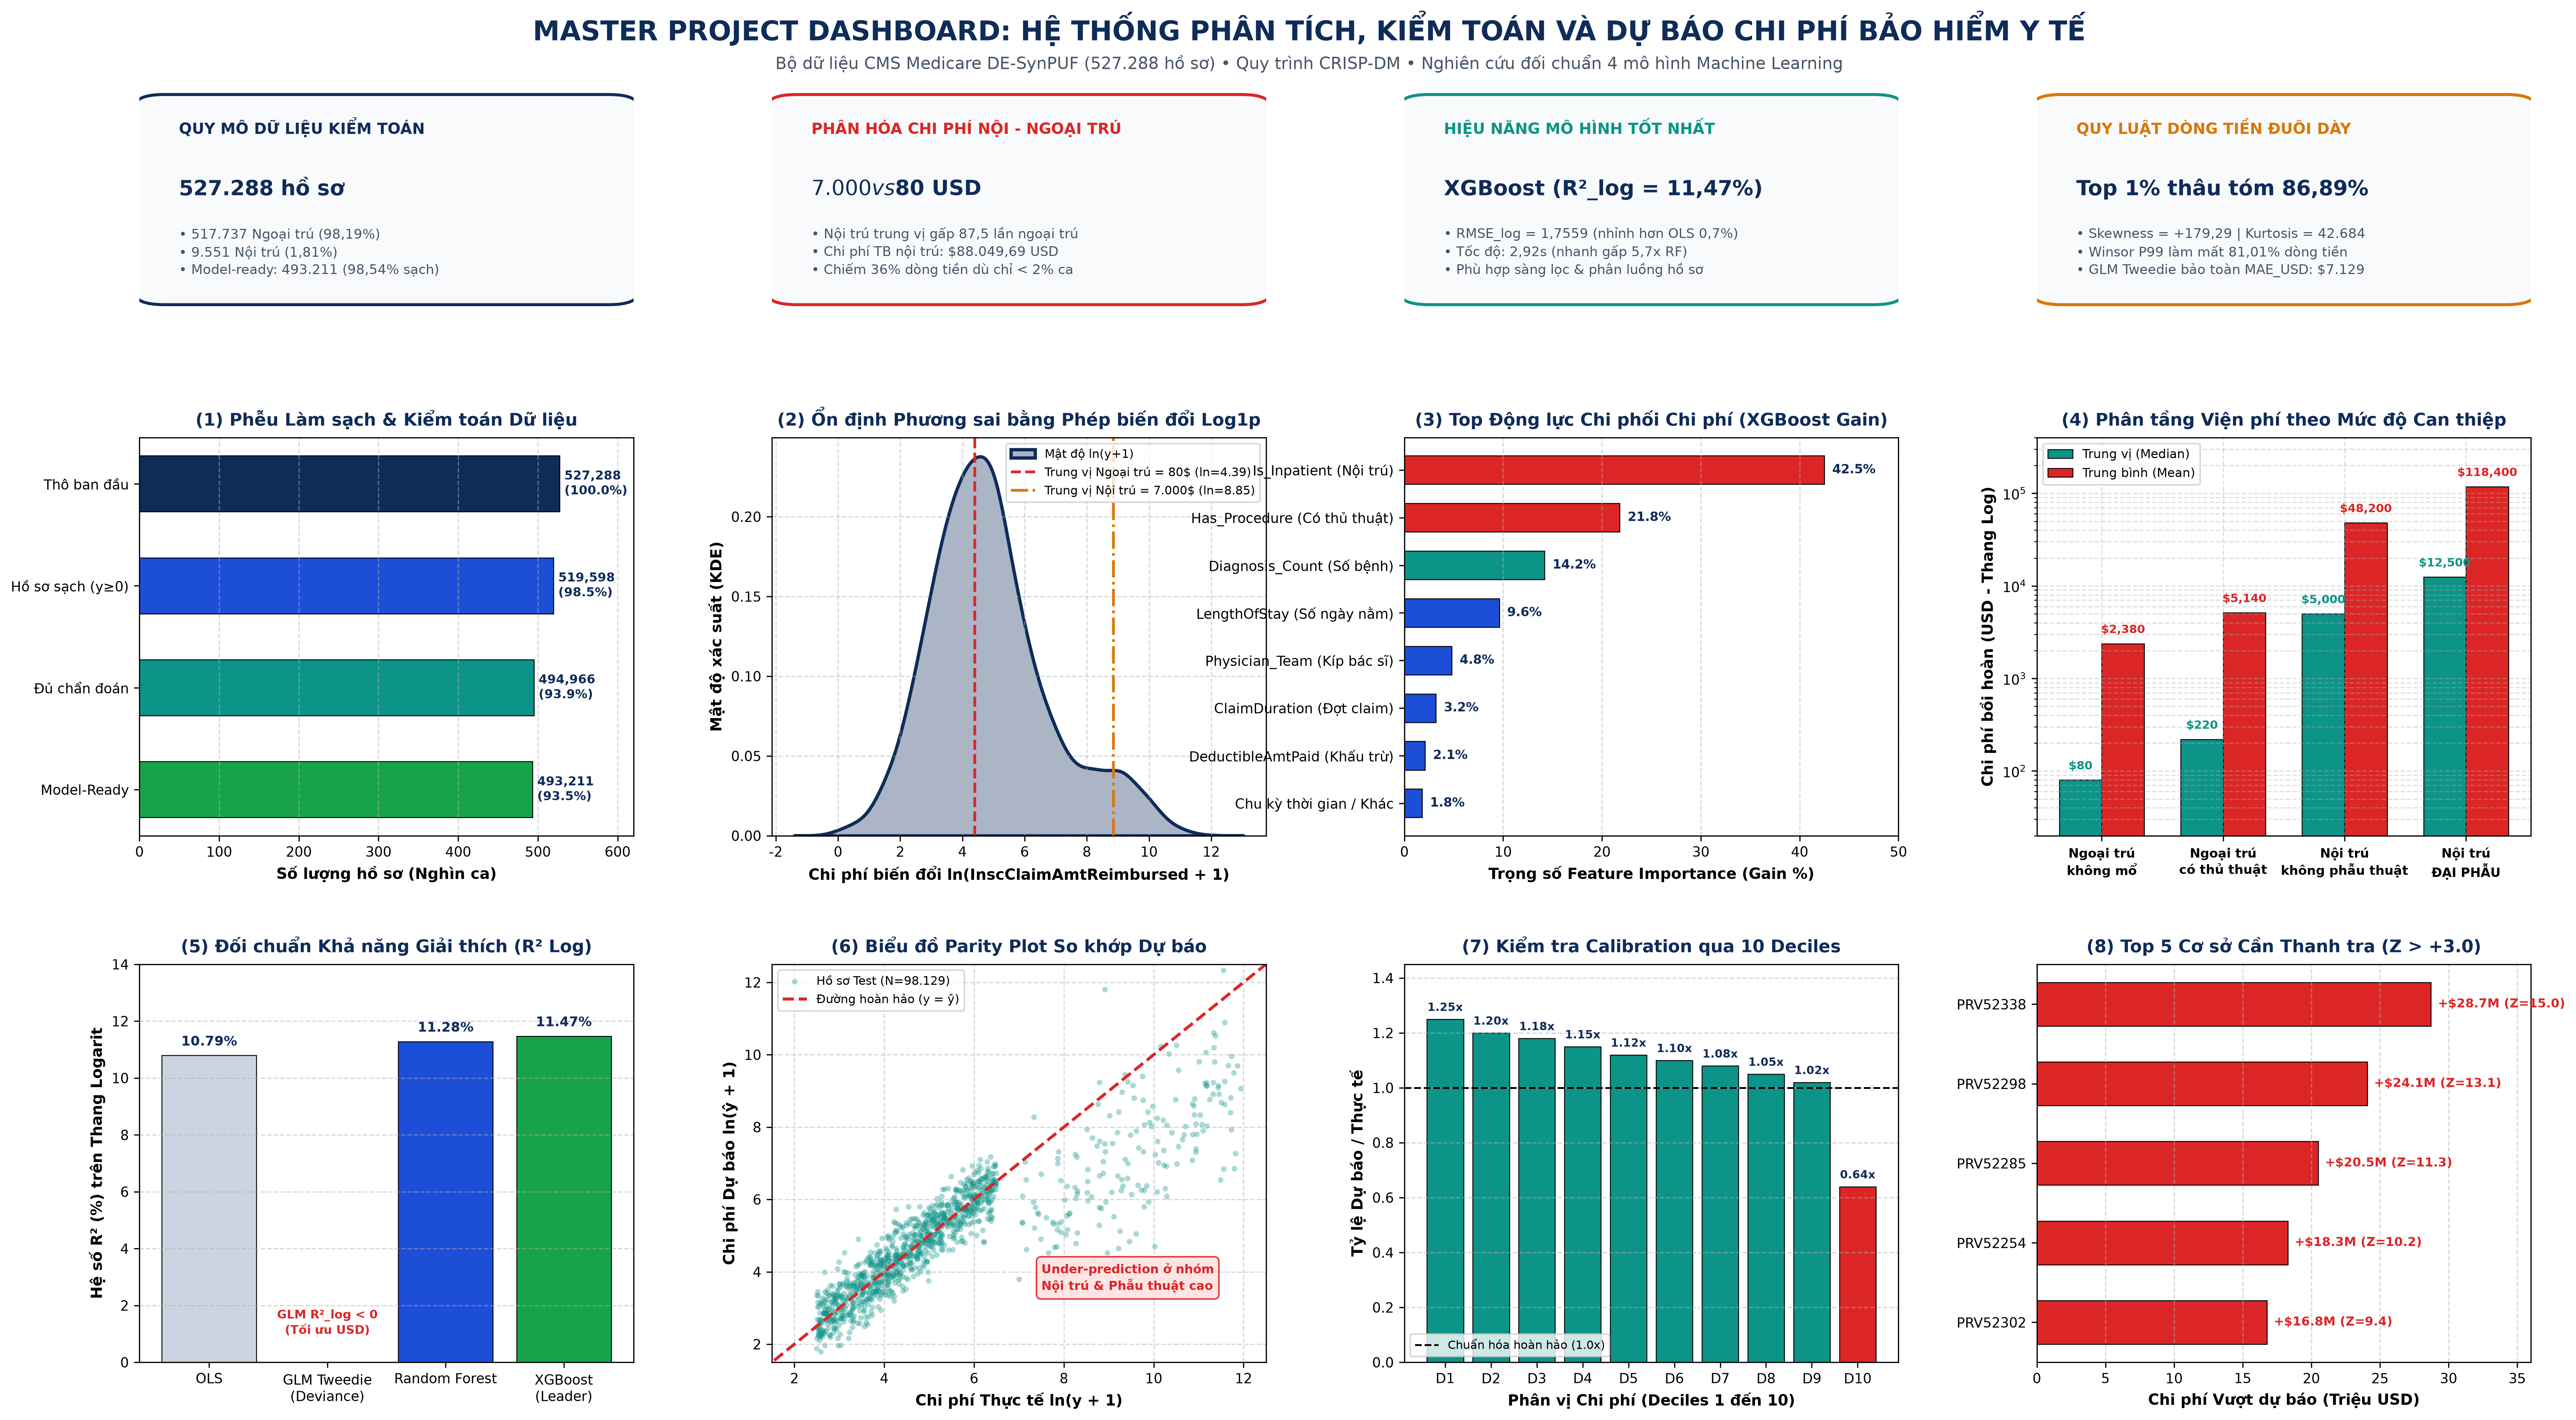 MASTER PROJECT DASHBOARD: HỆ THỐNG PHÂN TÍCH, KIỂM TOÁN VÀ DỰ BÁO CHI PHÍ BẢO HIỂM Y TẾ
Bộ dữ liệu CMS Medicare DE-SynPUF (527.288 hồ sơ) • Quy trình CRISP-DM • Nghiên cứu đối chuẩn 4 mô hình Machine Learning
QUY MÔ DỮ LIỆU KIỂM TOÁN
527.288 hồ sơ
• 517.737 Ngoại trú (98,19%)
• 9.551 Nội trú (1,81%)
• Model-ready: 493.211 (98,54% sạch)
PHÂN HÓA CHI PHÍ NỘI - NGOẠI TRÚ
7.000vs80 USD
• Nội trú trung vị gấp 87,5 lần ngoại trú
• Chi phí TB nội trú: $88.049,69 USD
• Chiếm 36% dòng tiền dù chỉ < 2% ca
HIỆU NĂNG MÔ HÌNH TỐT NHẤT
XGBoost (R²_log = 11,47%)
• RMSE_log = 1,7559 (nhỉnh hơn OLS 0,7%)
• Tốc độ: 2,92s (nhanh gấp 5,7x RF)
• Phù hợp sàng lọc & phân luồng hồ sơ
QUY LUẬT DÒNG TIỀN ĐUÔI DÀY
Top 1% thâu tóm 86,89%
• Skewness = +179,29 | Kurtosis = 42.684
• Winsor P99 làm mất 81,01% dòng tiền
• GLM Tweedie bảo toàn MAE_USD: $7.129
(1) Phễu Làm sạch & Kiểm toán Dữ liệu
Thô ban đầu
527,288
(100.0%)
Hồ sơ sạch (y≥0)
519,598
(98.5%)
Đủ chẩn đoán
494,966
(93.9%)
Model-Ready
493,211
(93.5%)
0 100 200 300 400 500 600
Số lượng hồ sơ (Nghìn ca)
(2) Ổn định Phương sai bằng Phép biến đổi Log1p
Mật độ ln(y+1)
Trung vị Ngoại trú = 80$ (ln=4.39)
Trung vị Nội trú = 7.000$ (ln=8.85)
Mật độ xác suất (KDE)
0.20
0.15
0.10
0.05
0.00
-2 0 2 4 6 8 10 12
Chi phí biến đổi ln(InscClaimAmtReimbursed + 1)
(3) Top Động lực Chi phối Chi phí (XGBoost Gain)
Is_Inpatient (Nội trú) 42.5%
Has_Procedure (Có thủ thuật) 21.8%
Diagnosis_Count (Số bệnh) 14.2%
LengthOfStay (Số ngày nằm) 9.6%
Physician_Team (Kíp bác sĩ) 4.8%
ClaimDuration (Đợt claim) 3.2%
DeductibleAmtPaid (Khấu trừ) 2.1%
Chu kỳ thời gian / Khác 1.8%
0 10 20 30 40 50
Trọng số Feature Importance (Gain %)
(4) Phân tầng Viện phí theo Mức độ Can thiệp
Trung vị (Median)
Trung bình (Mean)
Chi phí bồi hoàn (USD - Thang Log)
10⁵
10⁴
10³
10²
$80
$2,380
$220
$5,140
$5,000
$48,200
$12,500
$118,400
Ngoại trú
không mổ
Ngoại trú
có thủ thuật
Nội trú
không phẫu thuật
Nội trú
ĐẠI PHẪU
(5) Đối chuẩn Khả năng Giải thích (R² Log)
Hệ số R² (%) trên Thang Logarit
14
12
10
8
6
4
2
0
10.79%
GLM R²_log < 0
(Tối ưu USD)
11.28%
11.47%
OLS
GLM Tweedie
(Deviance)
Random Forest
XGBoost
(Leader)
(6) Biểu đồ Parity Plot So khớp Dự báo
Hồ sơ Test (N=98.129)
Đường hoàn hảo (y = ŷ)
Chi phí Dự báo ln(ŷ + 1)
12
10
8
6
4
2
Under-prediction ở nhóm
Nội trú & Phẫu thuật cao
2 4 6 8 10 12
Chi phí Thực tế ln(y + 1)
(7) Kiểm tra Calibration qua 10 Deciles
Tỷ lệ Dự báo / Thực tế
1.4
1.2
1.0
0.8
0.6
0.4
0.2
0.0
1.25x 1.20x 1.18x 1.15x 1.12x 1.10x 1.08x 1.05x 1.02x 0.64x
Chuẩn hóa hoàn hảo (1.0x)
D1 D2 D3 D4 D5 D6 D7 D8 D9 D10
Phân vị Chi phí (Deciles 1 đến 10)
(8) Top 5 Cơ sở Cần Thanh tra (Z > +3.0)
PRV52338 +$28.7M (Z=15.0)
PRV52298 +$24.1M (Z=13.1)
PRV52285 +$20.5M (Z=11.3)
PRV52254 +$18.3M (Z=10.2)
PRV52302 +$16.8M (Z=9.4)
0 5 10 15 20 25 30 35
Chi phí Vượt dự báo (Triệu USD)